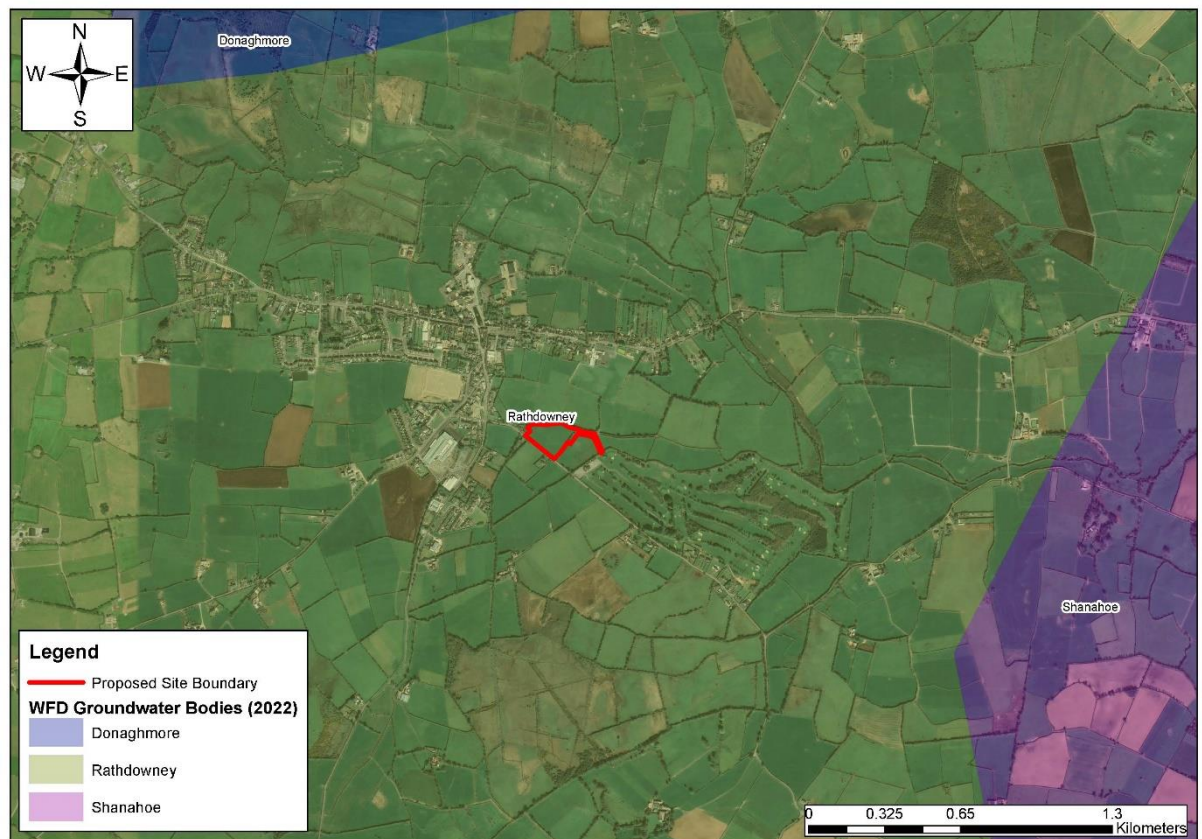 N
W E
S
Donaghmore
Rathdowney
Shanahoe
Legend
Proposed Site Boundary
WFD Groundwater Bodies (2022)
Donaghmore
Rathdowney
Shanahoe
0 0.325 0.65 1.3
Kilometers